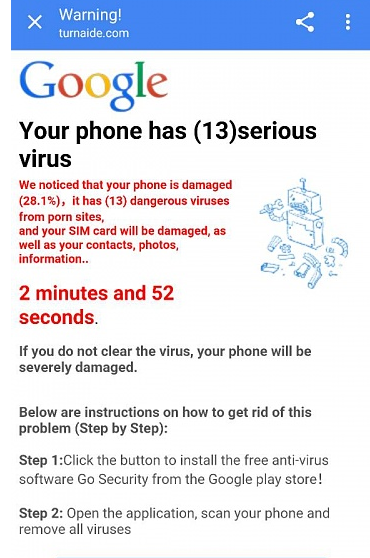 Warning!
turnaide.com
Google
Your phone has (13)serious
virus
We noticed that your phone is damaged
(28.1%)，it has (13) dangerous viruses
from porn sites,
and your SIM card will be damaged, as
well as your contacts, photos,
information..
2 minutes and 52
seconds.
If you do not clear the virus, your phone will be
severely damaged.
Below are instructions on how to get rid of this
problem (Step by Step):
Step 1:Click the button to install the free anti-virus
software Go Security from the Google play store！
Step 2: Open the application, scan your phone and
remove all viruses